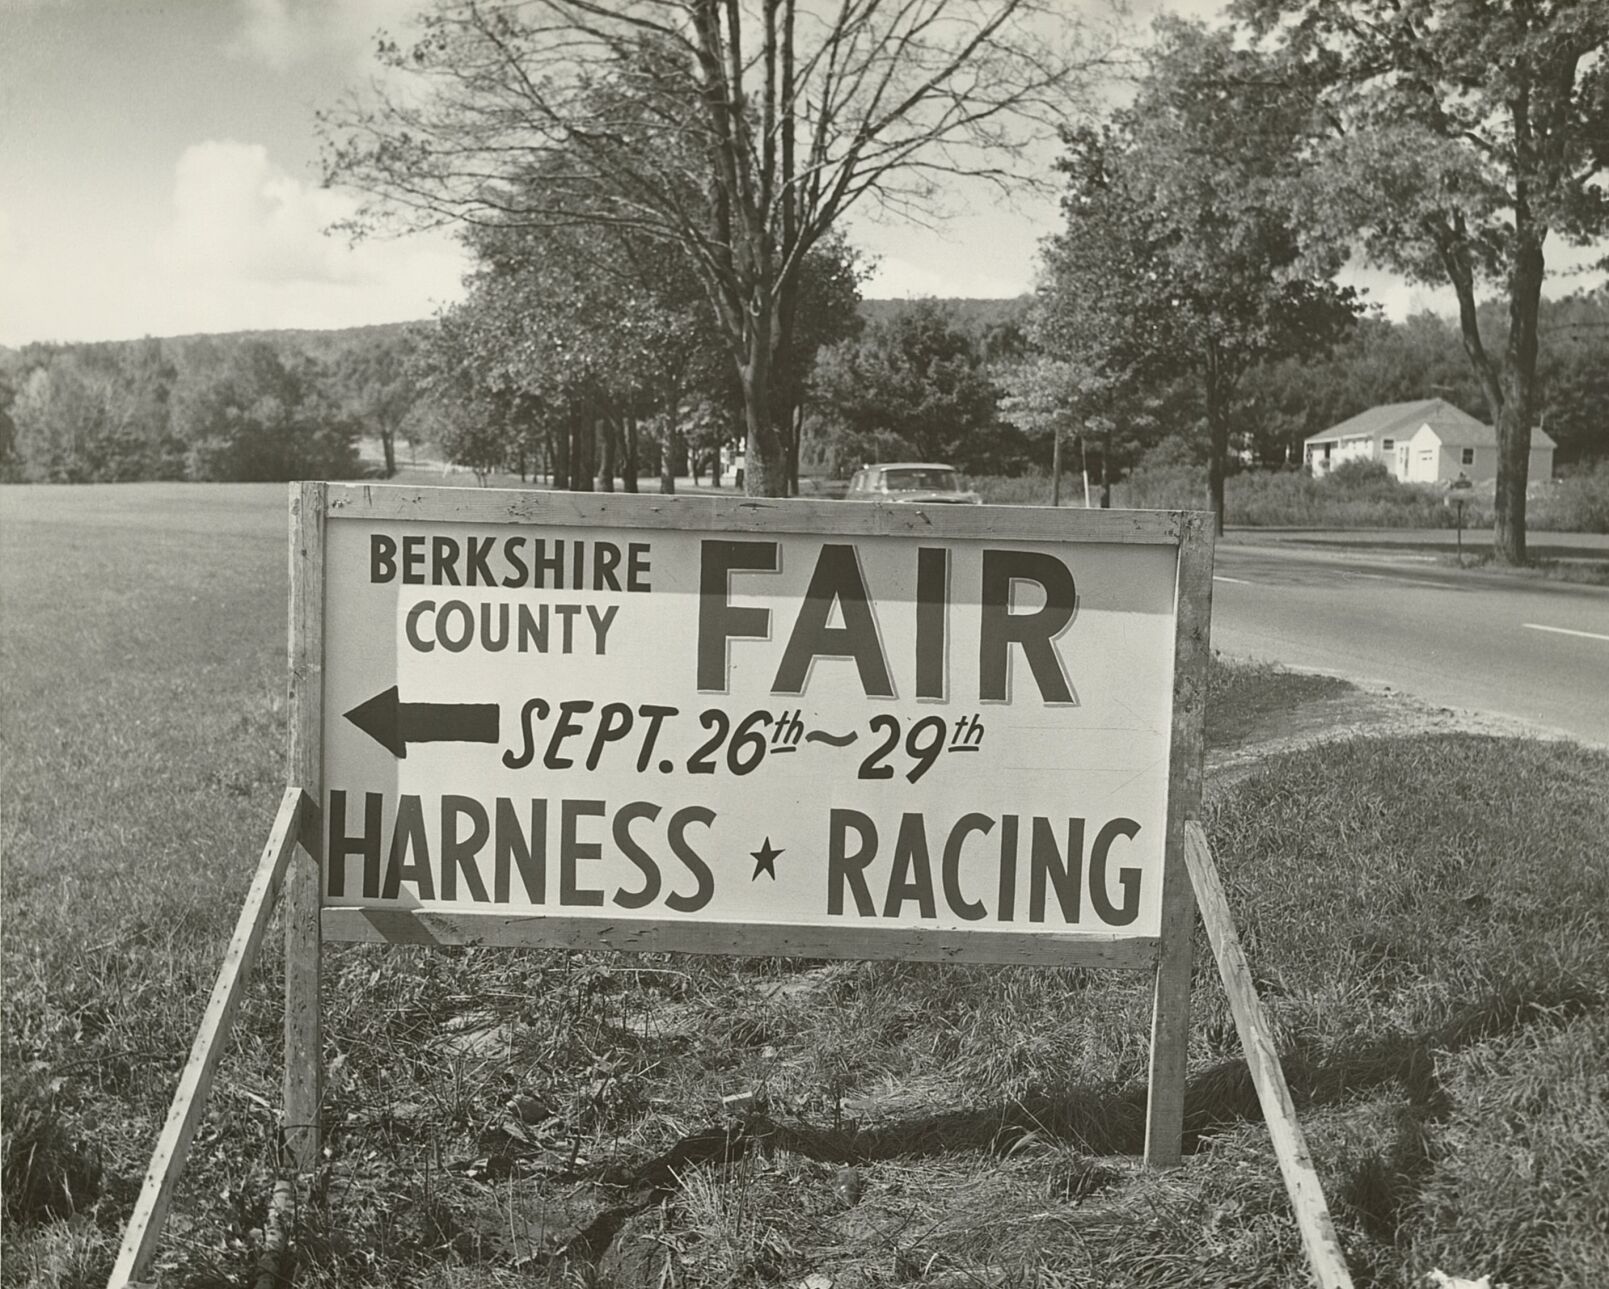 BERKSHIRE
COUNTY
FAIR
SEPT. 26th ~ 29th
HARNESS ★ RACING